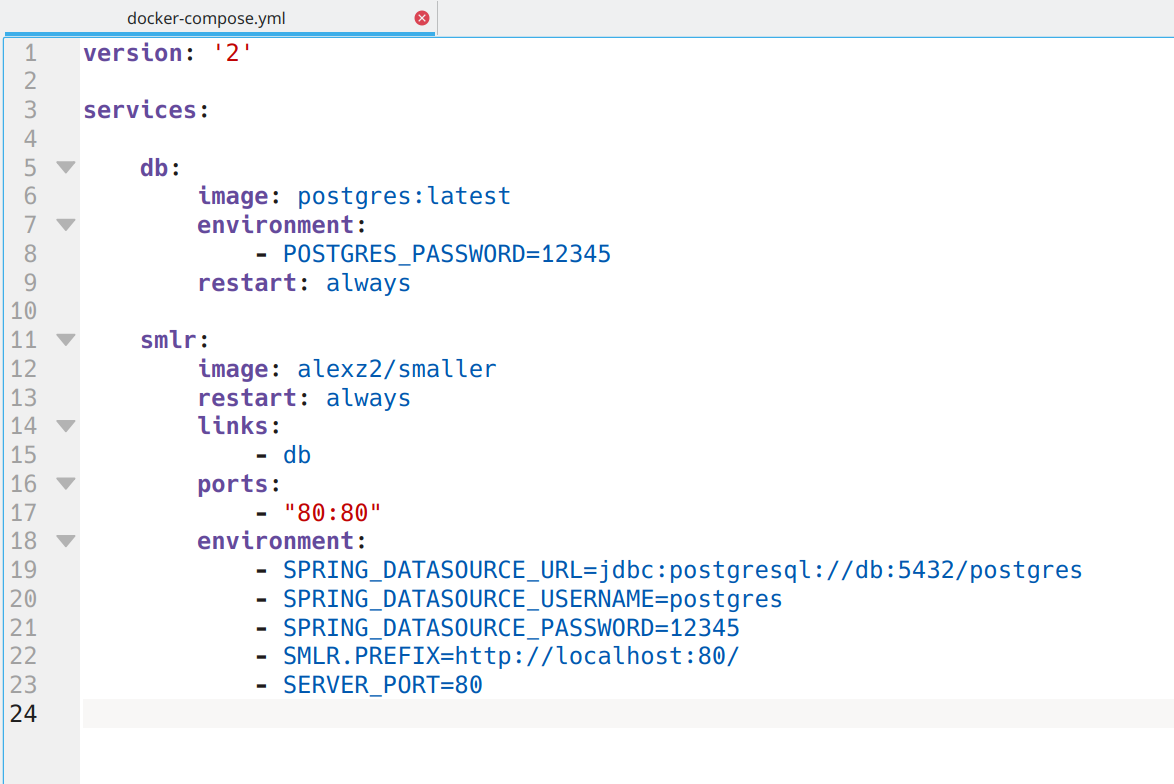 docker-compose.yml
1 version: '2'
2
3 services:
4
5     db:
6         image: postgres:latest
7         environment:
8             - POSTGRES_PASSWORD=12345
9         restart: always
10
11     smlr:
12         image: alexz2/smaller
13         restart: always
14         links:
15             - db
16         ports:
17             - "80:80"
18         environment:
19             - SPRING_DATASOURCE_URL=jdbc:postgresql://db:5432/postgres
20             - SPRING_DATASOURCE_USERNAME=postgres
21             - SPRING_DATASOURCE_PASSWORD=12345
22             - SMLR.PREFIX=http://localhost:80/
23             - SERVER_PORT=80
24